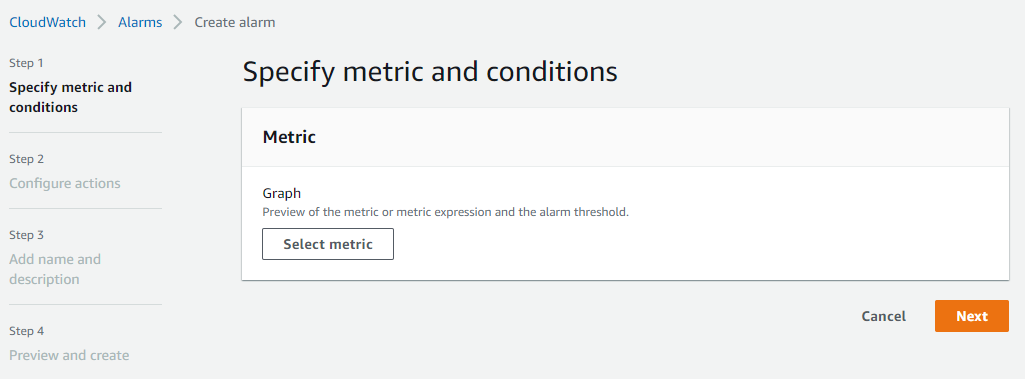 CloudWatch > Alarms > Create alarm
Step 1
Specify metric and
conditions
Step 2
Configure actions
Step 3
Add name and
description
Step 4
Preview and create
Specify metric and conditions
Metric
Graph
Preview of the metric or metric expression and the alarm threshold.
Select metric
Cancel
Next